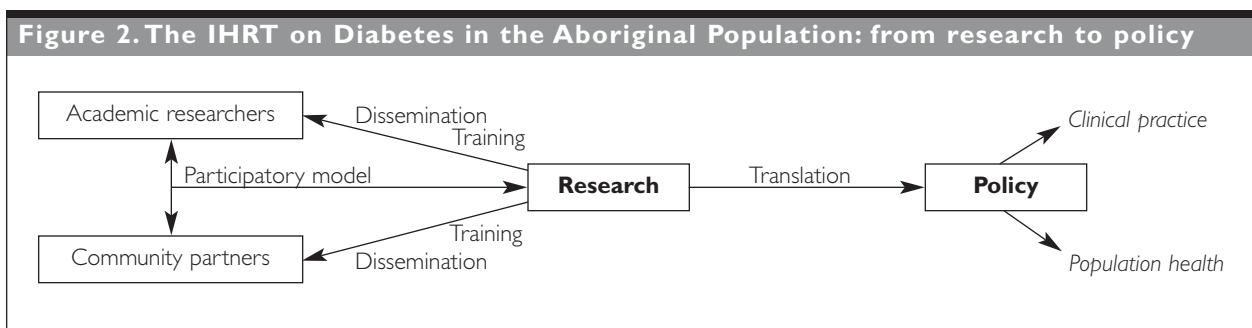 Figure 2. The IHRT on Diabetes in the Aboriginal Population: from research to policy
Academic researchers
Dissemination
Training
Clinical practice
Participatory model
Research
Translation
Policy
Training
Community partners
Dissemination
Population health